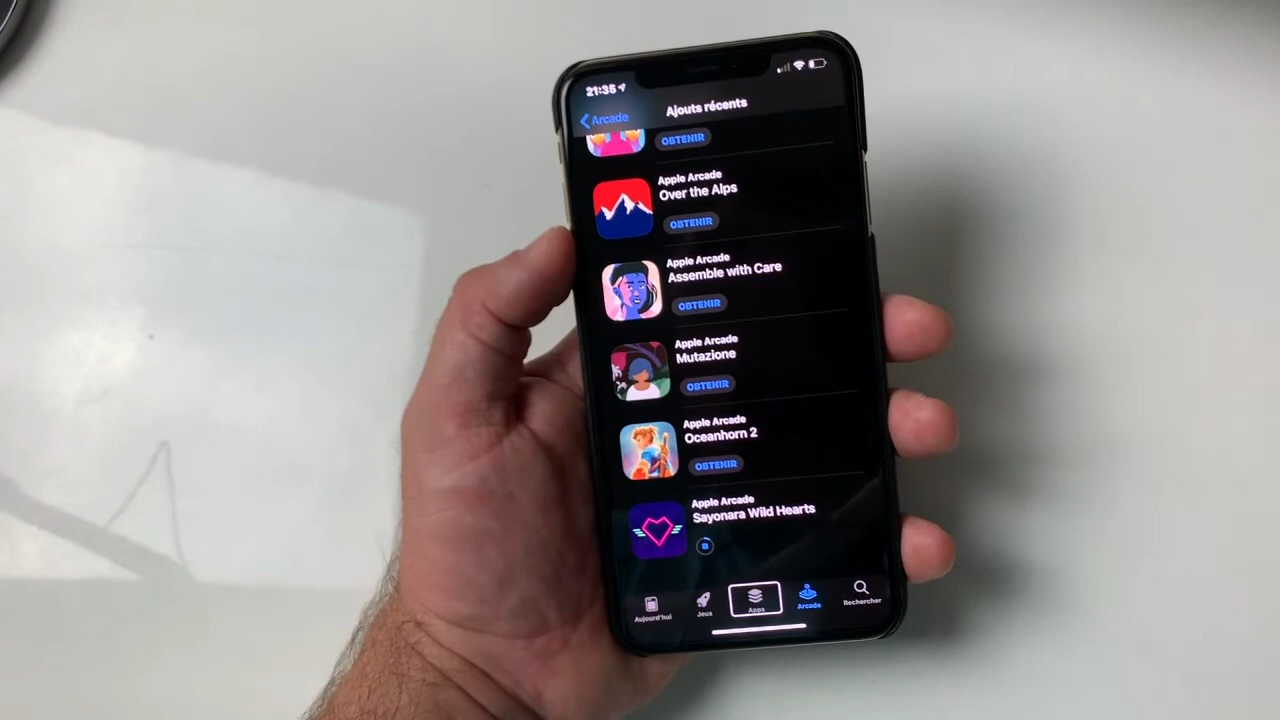 21:35
Arcade
Ajouts récents
OBTENIR
Apple Arcade
Over the Alps
OBTENIR
Apple Arcade
Assemble with Care
OBTENIR
Apple Arcade
Mutazione
OBTENIR
Apple Arcade
Oceanhorn 2
OBTENIR
Apple Arcade
Sayonara Wild Hearts
Aujourd'hui
Jeux
Apps
Arcade
Rechercher